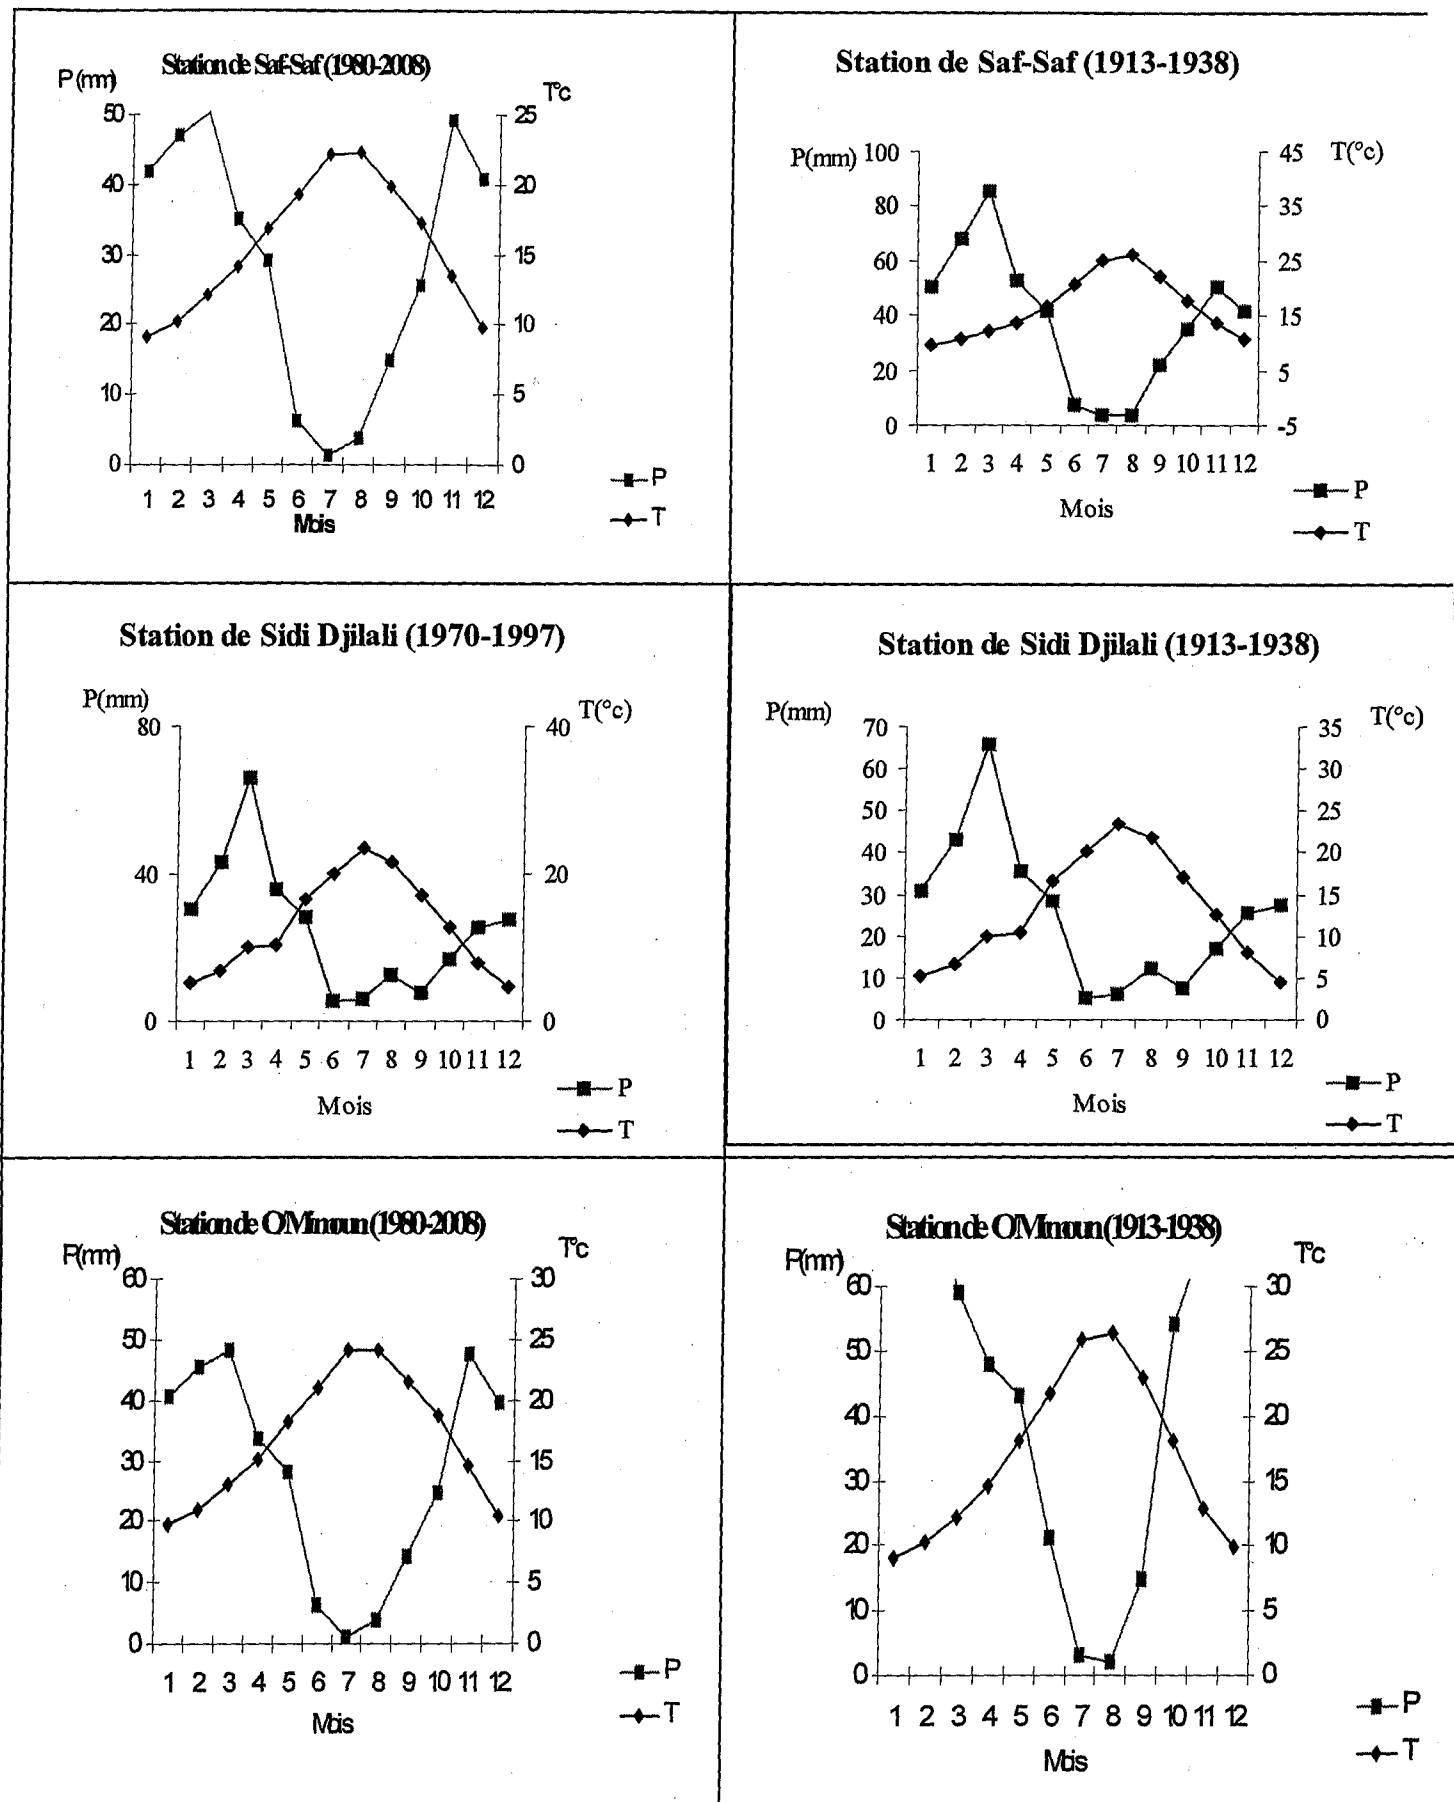 Station de Saf-Saf (1980-2008)
P (mm)
T°c
50
40
30
20
10
0
25
20
15
10
5
0
1 2 3 4 5 6 7 8 9 10 11 12
Mois
P
T
Station de Saf-Saf (1913-1938)
P(mm)
T(°c)
100
80
60
40
20
0
45
35
25
15
5
-5
1 2 3 4 5 6 7 8 9 10 11 12
Mois
P
T
Station de Sidi Djilali (1970-1997)
P(mm)
T(°c)
80
40
0
40
20
0
1 2 3 4 5 6 7 8 9 10 11 12
Mois
P
T
Station de Sidi Djilali (1913-1938)
P(mm)
T(°c)
70
60
50
40
30
20
10
0
35
30
25
20
15
10
5
0
1 2 3 4 5 6 7 8 9 10 11 12
Mois
P
T
Station de O'Mimoun (1980-2008)
P(mm)
T°c
60
50
40
30
20
10
0
30
25
20
15
10
5
0
1 2 3 4 5 6 7 8 9 10 11 12
Mois
P
T
Station de O'Mimoun (1913-1938)
P(mm)
T°c
60
50
40
30
20
10
0
30
25
20
15
10
5
0
1 2 3 4 5 6 7 8 9 10 11 12
Mois
P
T